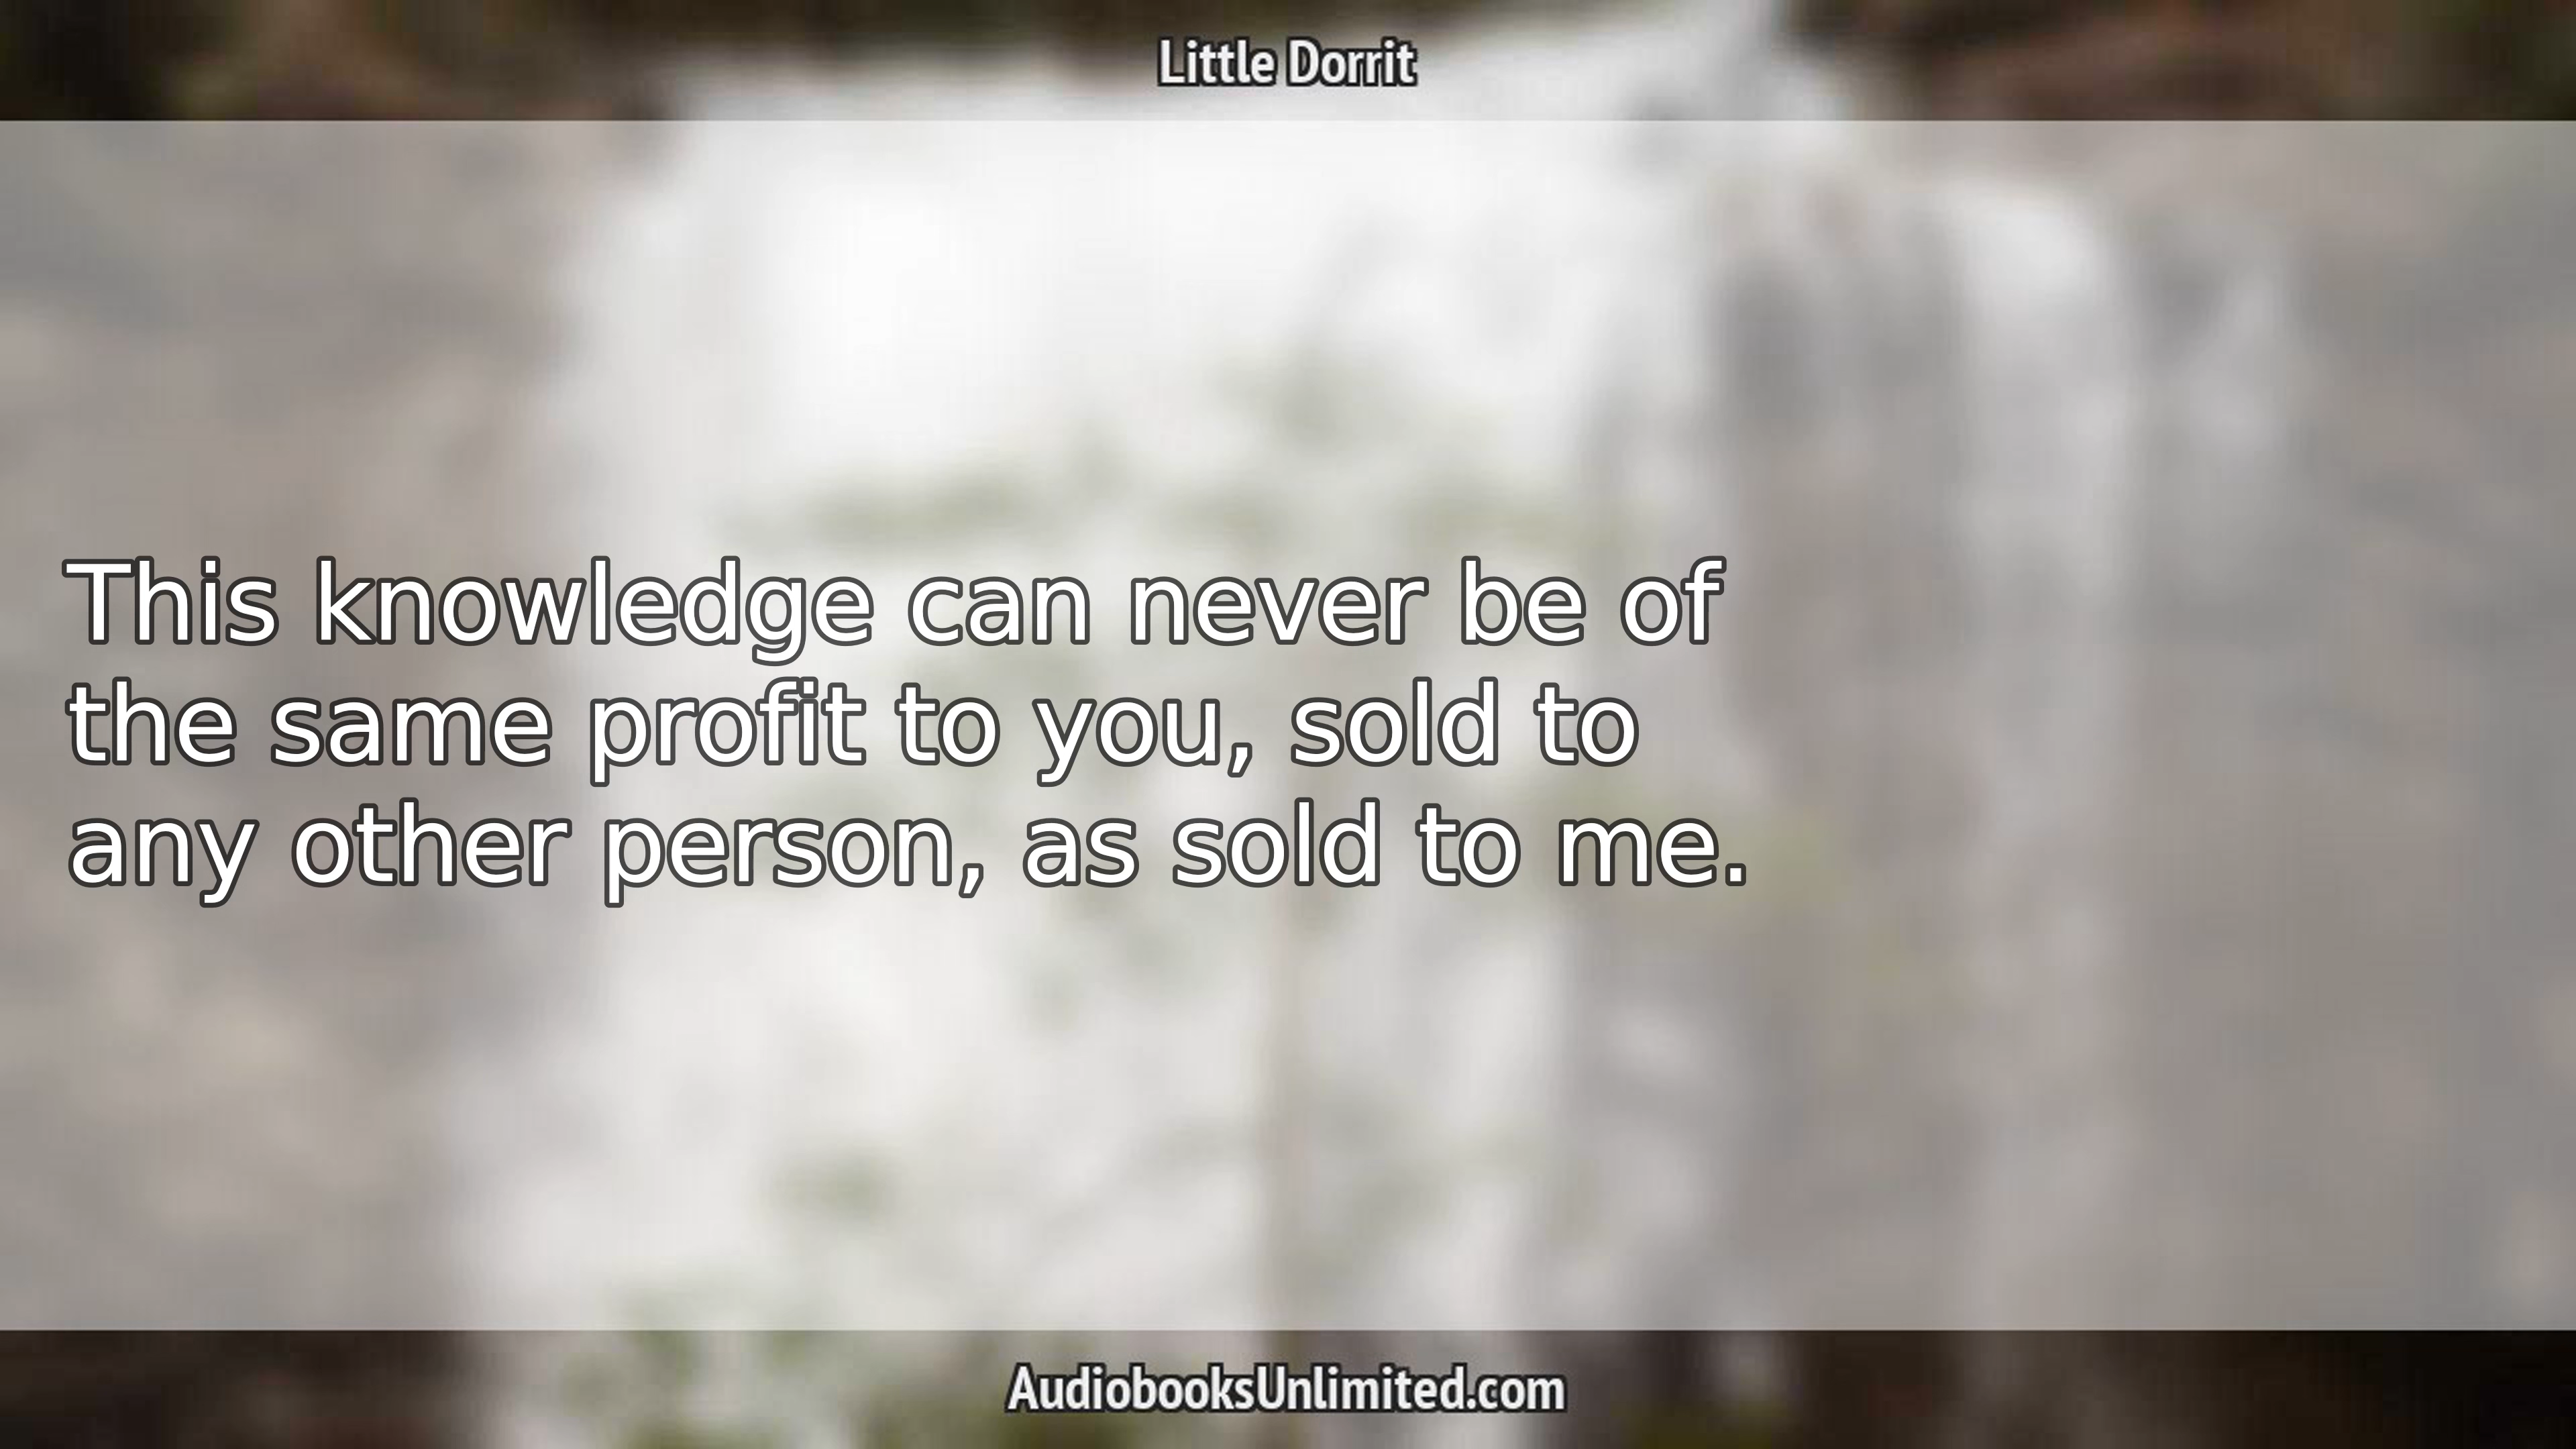 Little Dorrit
This knowledge can never be of
the same profit to you, sold to
any other person, as sold to me.
AudiobooksUnlimited.com